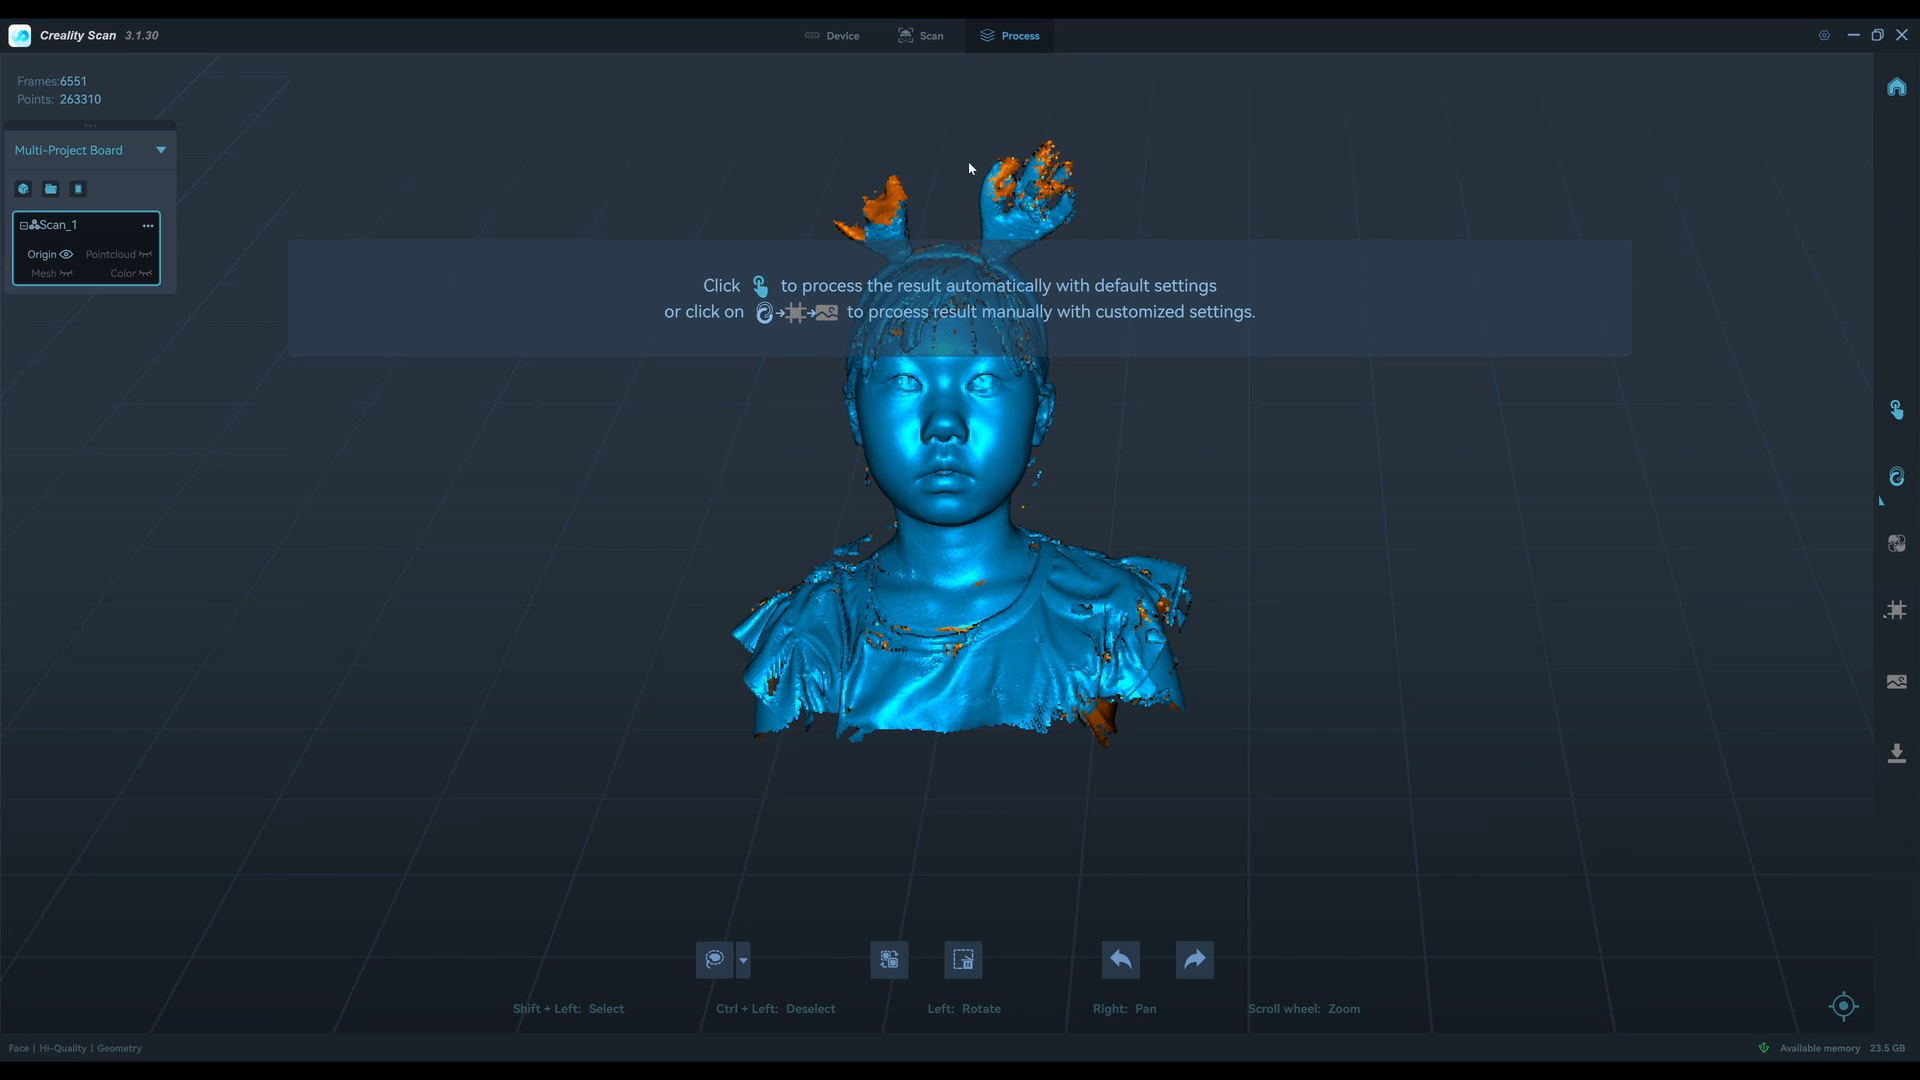 Creality Scan 3.1.30
Device
Scan
Process
Frames:6551
Points: 263310
Multi-Project Board
Scan_1
Origin
Pointcloud
Mesh
Color
Click to process the result automatically with default settings
or click on to prcoess result manually with customized settings.
Shift + Left: Select
Ctrl + Left: Deselect
Left: Rotate
Right: Pan
Scroll wheel: Zoom
Face | Hi-Quality | Geometry
Available memory 23.5 GB